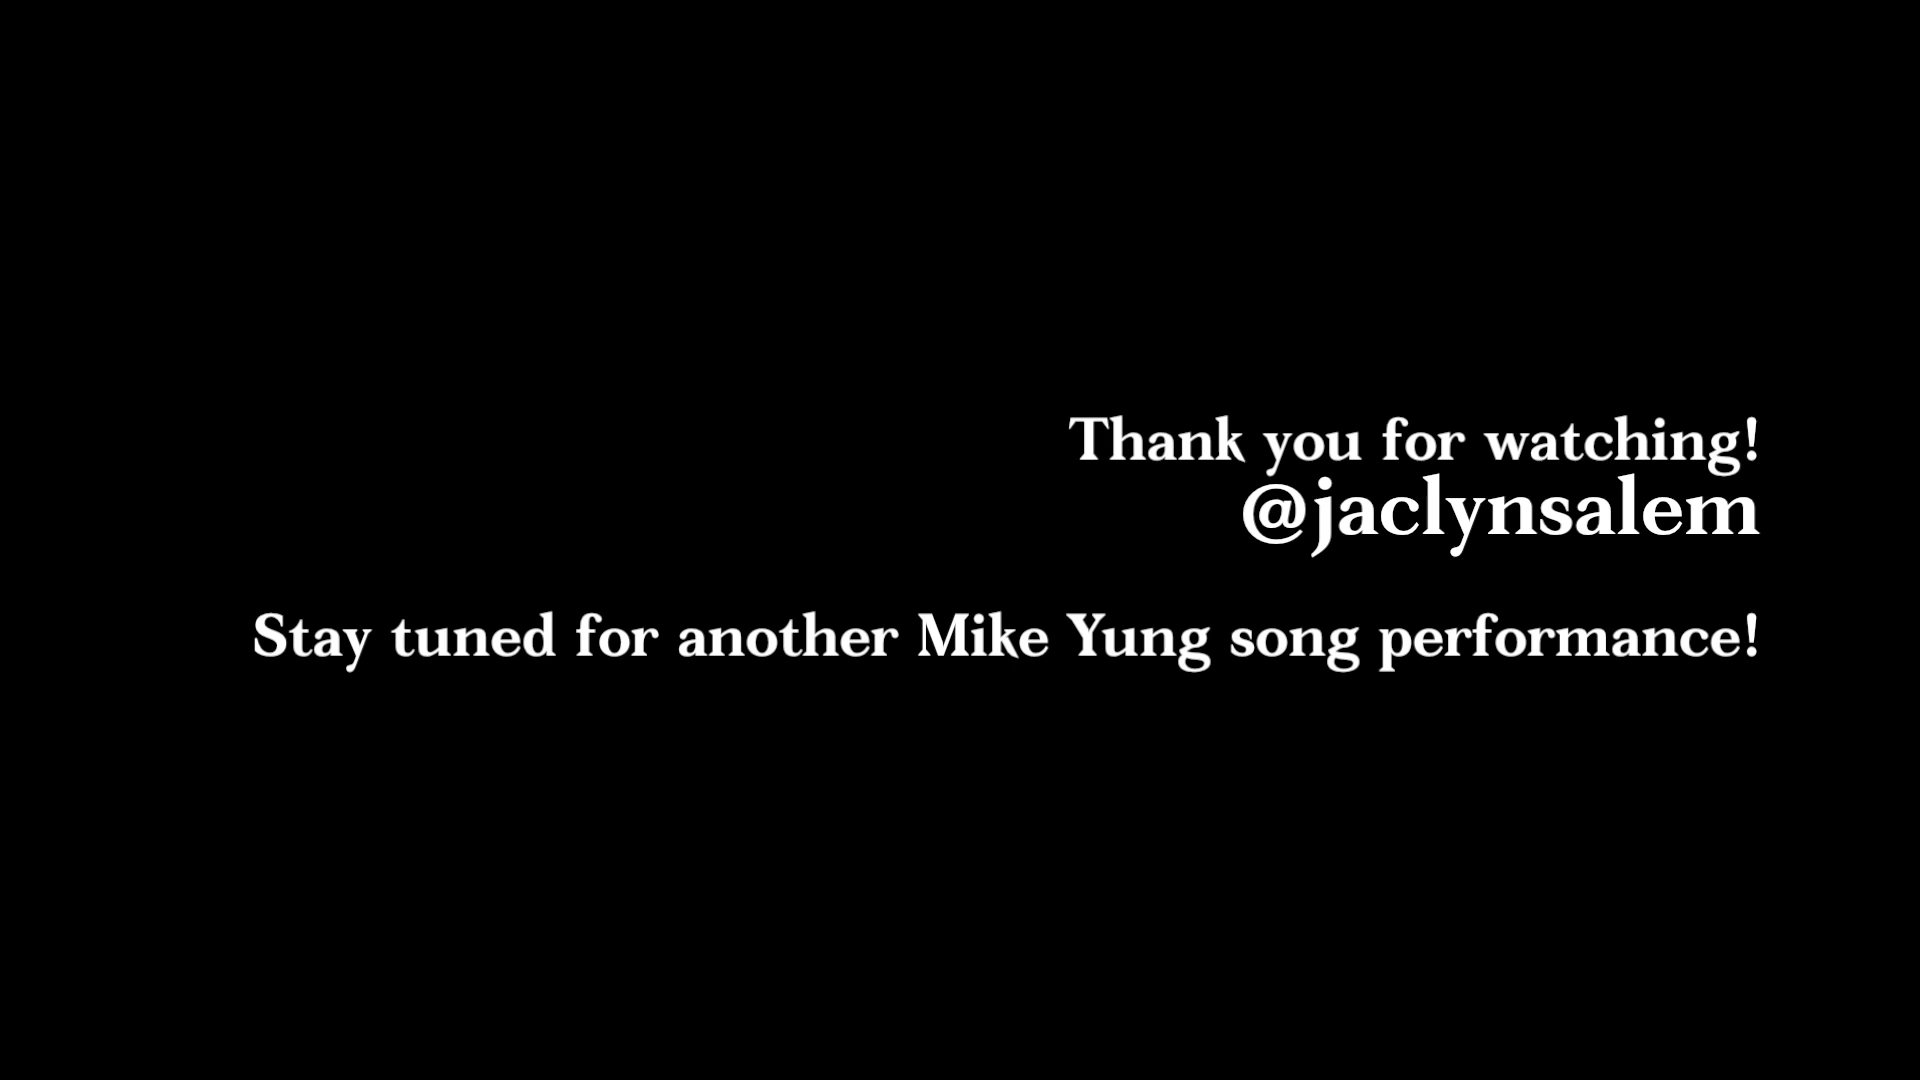 Thank you for watching!
@jaclynsalem
Stay tuned for another Mike Yung song performance!